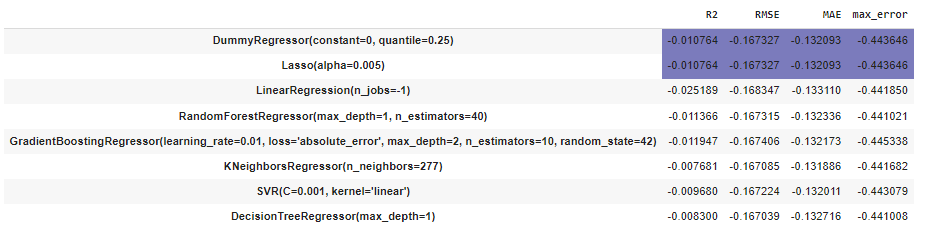 R2 RMSE MAE max_error
DummyRegressor(constant=0, quantile=0.25) -0.010764 -0.167327 -0.132093 -0.443646
Lasso(alpha=0.005) -0.010764 -0.167327 -0.132093 -0.443646
LinearRegression(n_jobs=-1) -0.025189 -0.168347 -0.133110 -0.441850
RandomForestRegressor(max_depth=1, n_estimators=40) -0.011366 -0.167315 -0.132336 -0.441021
GradientBoostingRegressor(learning_rate=0.01, loss='absolute_error', max_depth=2, n_estimators=10, random_state=42) -0.011947 -0.167406 -0.132173 -0.445338
KNeighborsRegressor(n_neighbors=277) -0.007681 -0.167085 -0.131886 -0.441682
SVR(C=0.001, kernel='linear') -0.009680 -0.167224 -0.132011 -0.443079
DecisionTreeRegressor(max_depth=1) -0.008300 -0.167039 -0.132716 -0.441008